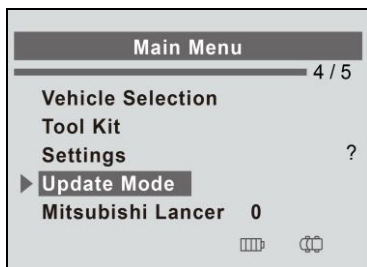 Main Menu
4 / 5
Vehicle Selection
Tool Kit
Settings ?
Update Mode
Mitsubishi Lancer 0